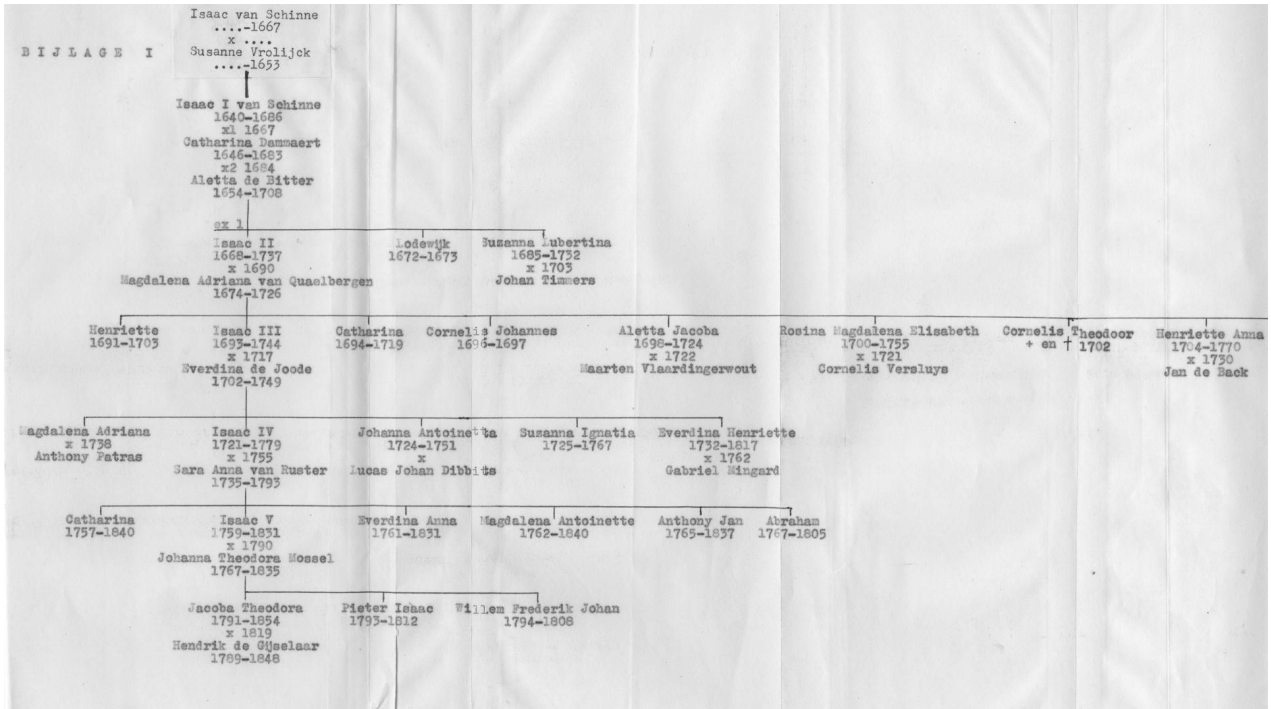 Isaac van Schinne
....-1667
x ....
BIJLAGE I
Susanne Vrolijck
....-1653
Isaac I van Schinne
1640-1686
x1 1667
Catharina Dammaert
1646-1683
x2 1684
Aletta de Bitter
1654-1708
ex 1
Isaac II
1668-1737
x 1690
Magdalena Adriana van Quaelbergen
1674-1726
Lodewijk
1672-1673
Susanna Lubertina
1685-1732
x 1703
Johan Timmers
Henriette
1691-1703
Isaac III
1693-1744
x 1717
Everdina de Joode
1702-1749
Catharina
1694-1719
Cornelis Johannes
1696-1697
Aletta Jacoba
1698-1724
x 1722
Maarten Vlaardingerwout
Rosina Magdalena Elisabeth
1700-1755
x 1721
Cornelis Versluys
Cornelis Theodoor
+ en † 1702
Henriette Anna
1704-1770
x 1730
Jan de Back
Magdalena Adriana
x 1738
Anthony Patras
Isaac IV
1721-1779
x 1755
Sara Anna van Ruster
1735-1793
Johanna Antoinetta
1724-1751
x
Lucas Johan Dibbits
Suzanna Ignatia
1725-1767
Everdina Henriette
1732-1817
x 1762
Gabriel Mingard
Catharina
1757-1840
Isaac V
1759-1831
x 1790
Johanna Theodora Mossel
1767-1835
Everdina Anna
1761-1831
Magdalena Antoinette
1762-1840
Anthony Jan
1765-1837
Abraham
1767-1805
Jacoba Theodora
1791-1854
x 1819
Hendrik de Gijselaar
1789-1848
Pieter Isaac
1793-1812
Willem Frederik Johan
1794-1808